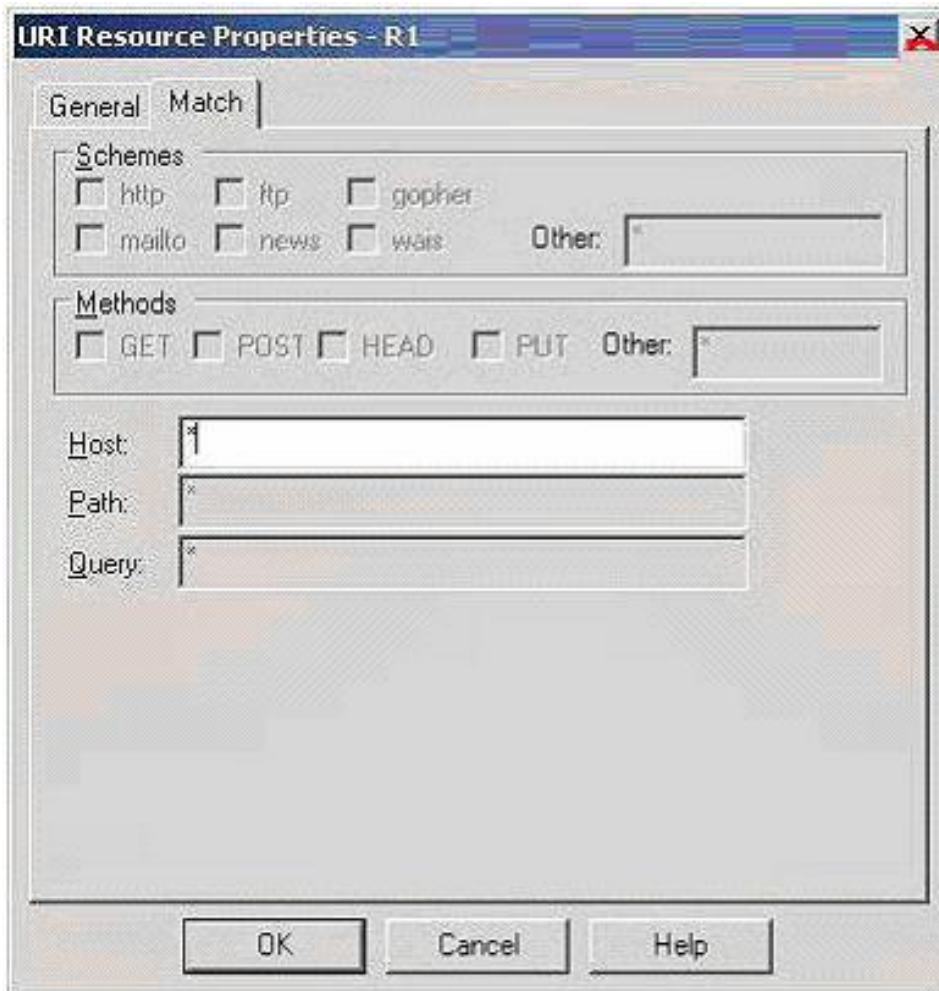 URI Resource Properties - R1
General Match
Schemes
http ftp gopher
mailto news wais Other: *
Methods
GET POST HEAD PUT Other: *
Host: *
Path: *
Query: *
OK Cancel Help